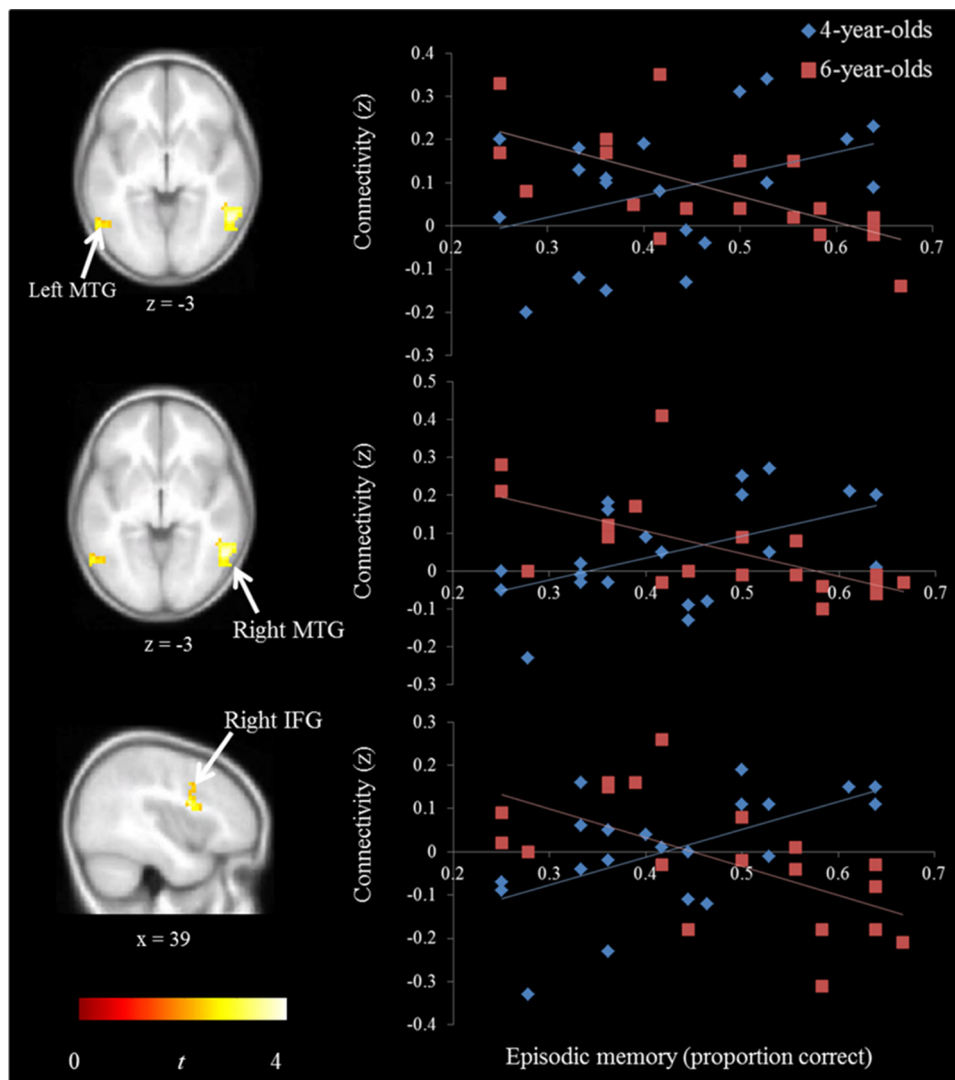 4-year-olds
6-year-olds
Left MTG
z = -3
Connectivity (z)
0.4
0.3
0.2
0.1
0
-0.1
-0.2
-0.3
0.2 0.3 0.4 0.5 0.6 0.7
Right MTG
z = -3
Connectivity (z)
0.5
0.4
0.3
0.2
0.1
0
-0.1
-0.2
-0.3
0.2 0.3 0.4 0.5 0.6 0.7
Right IFG
x = 39
Connectivity (z)
0.3
0.2
0.1
0
-0.1
-0.2
-0.3
-0.4
0.2 0.3 0.4 0.5 0.6 0.7
0 t 4
Episodic memory (proportion correct)